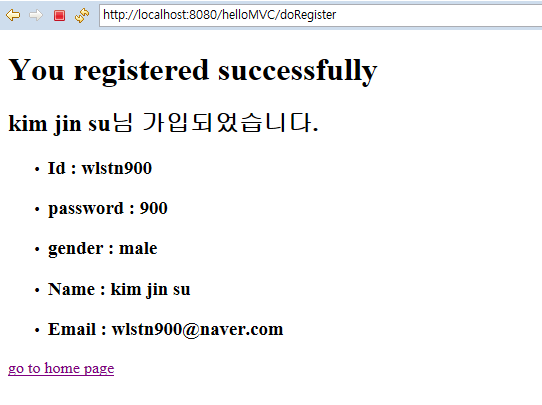 http://localhost:8080/helloMVC/doRegister
You registered successfully
kim jin su님 가입되었습니다.
• Id : wlstn900
• password : 900
• gender : male
• Name : kim jin su
• Email : wlstn900@naver.com
go to home page